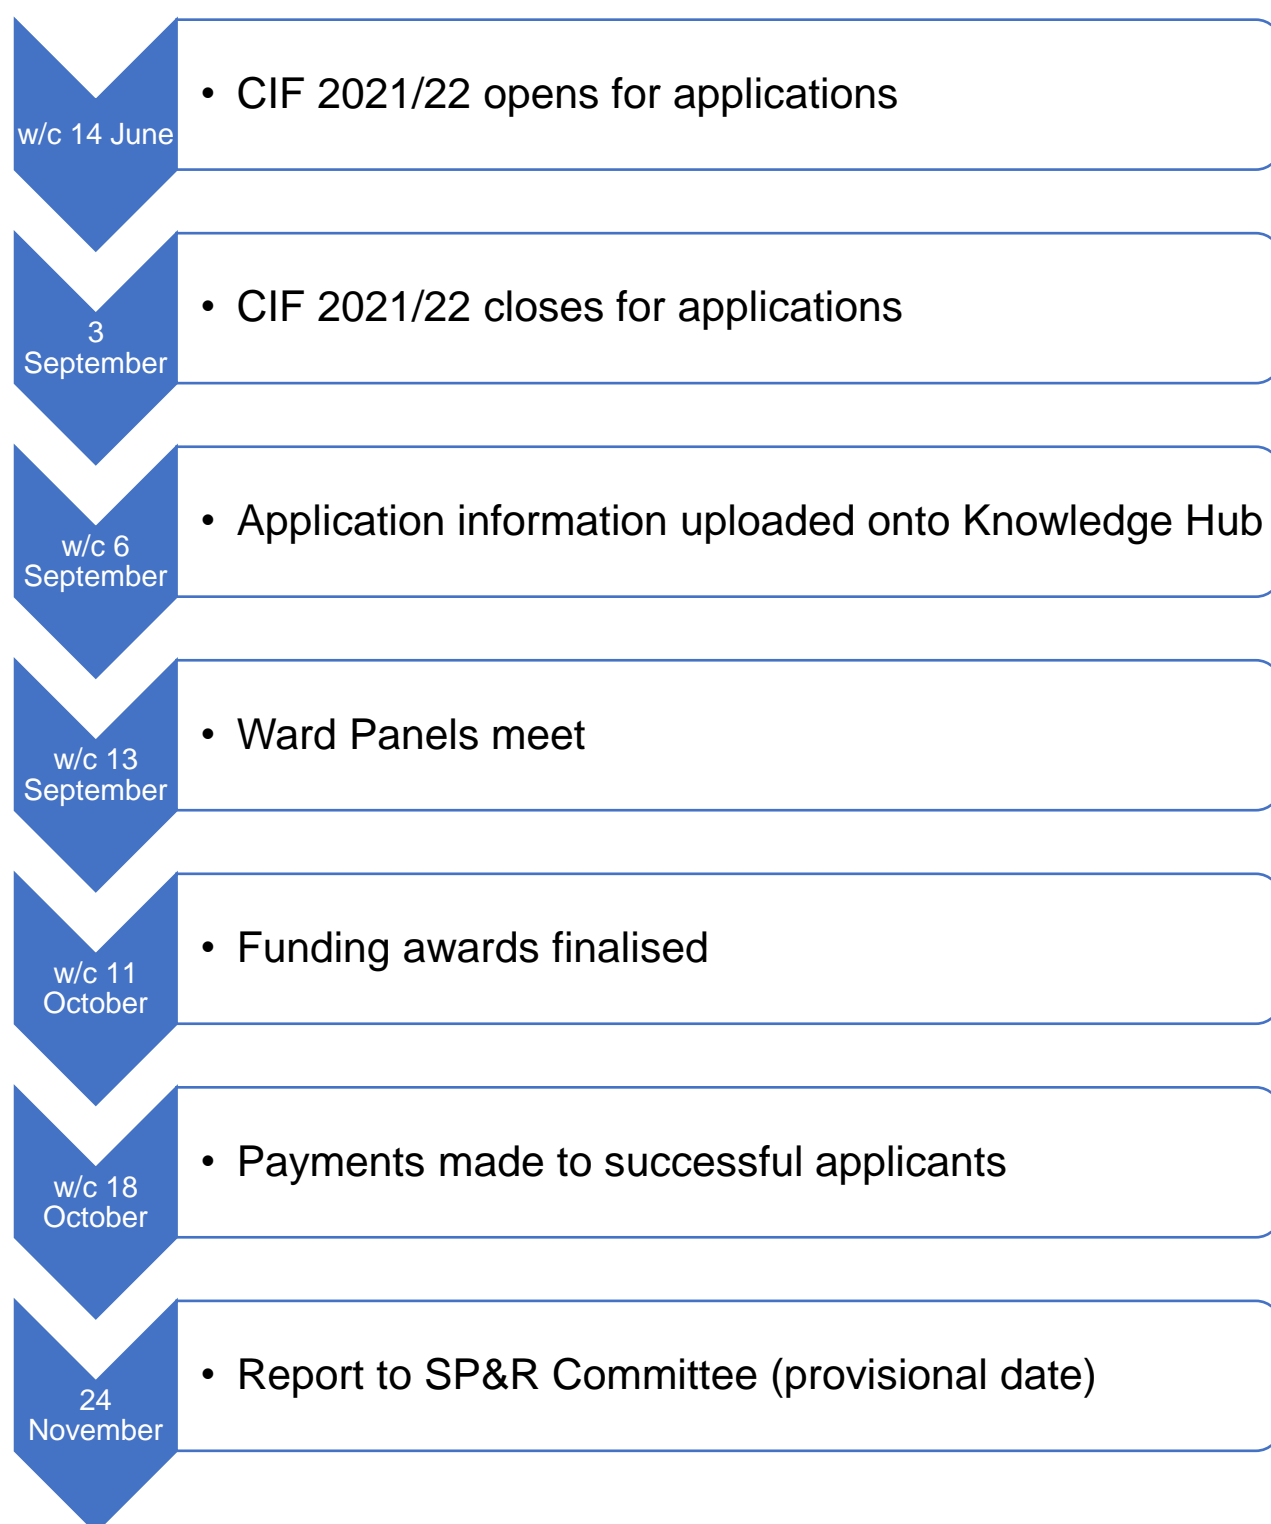 w/c 14 June
• CIF 2021/22 opens for applications
3
September
• CIF 2021/22 closes for applications
w/c 6
September
• Application information uploaded onto Knowledge Hub
w/c 13
September
• Ward Panels meet
w/c 11
October
• Funding awards finalised
w/c 18
October
• Payments made to successful applicants
24
November
• Report to SP&R Committee (provisional date)